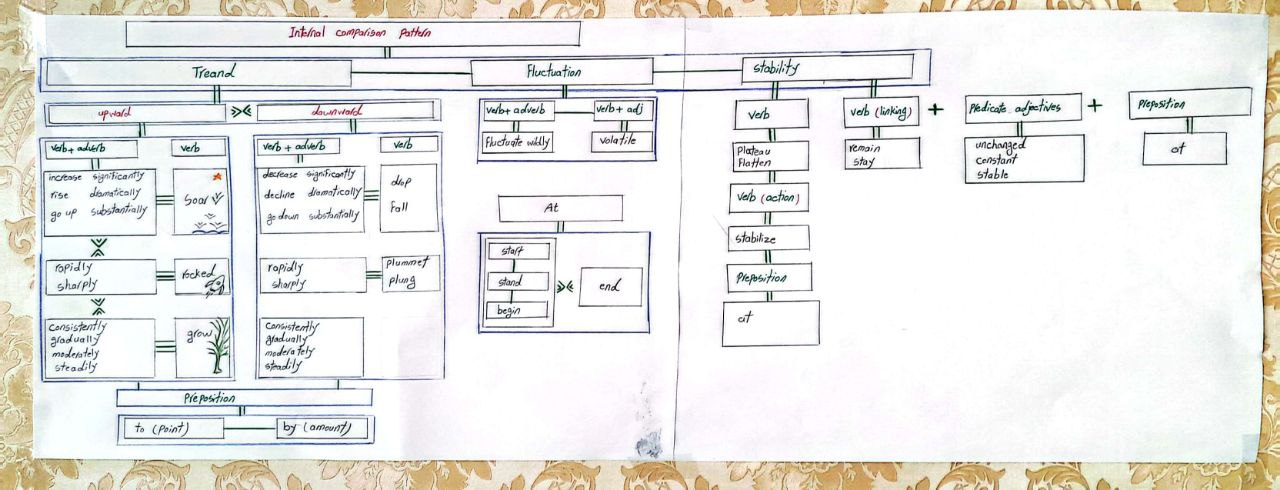 Internal comparison pattern
Treand
Fluctuation
stability
upward
downward
verb + adverb
verb
increase significantly
rise dramatically
go up substantially
Soar
rapidly
sharply
rocked
consistently
gradually
moderately
steadily
grow
verb + adverb
verb
decrease significantly
decline dramatically
go down substantially
drop
fall
rapidly
sharply
plummet
plung
consistently
gradually
moderately
steadily
Preposition
to (point)
by (amount)
verb + adverb
verb + adj
Fluctuate wildly
volatile
At
start
stand
begin
end
verb
Plateau
Flatten
verb (action)
stabilize
Preposition
at
verb (linking)
remain
stay
+
Predicate adjectives
unchanged
constant
stable
+
Preposition
at